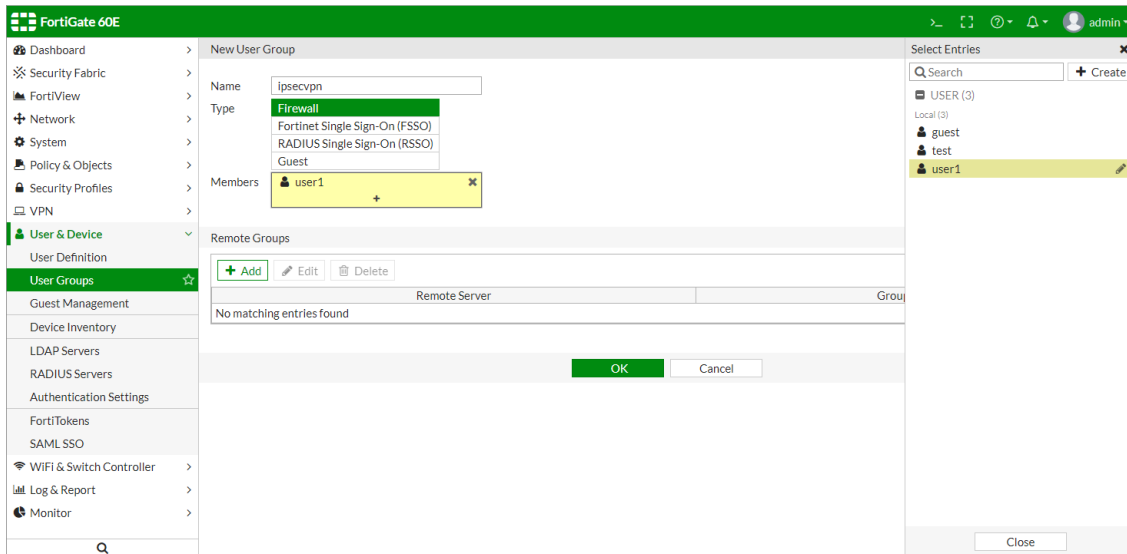 FortiGate 60E
>_
admin
Dashboard
Security Fabric
FortiView
Network
System
Policy & Objects
Security Profiles
VPN
User & Device
User Definition
User Groups
Guest Management
Device Inventory
LDAP Servers
RADIUS Servers
Authentication Settings
FortiTokens
SAML SSO
WiFi & Switch Controller
Log & Report
Monitor
New User Group
Name ipsecvpn
Type Firewall
Fortinet Single Sign-On (FSSO)
RADIUS Single Sign-On (RSSO)
Guest
Members user1
+
Remote Groups
+ Add Edit Delete
Remote Server Group
No matching entries found
OK Cancel
Select Entries
Search + Create
USER (3)
Local (3)
guest
test
user1
Close